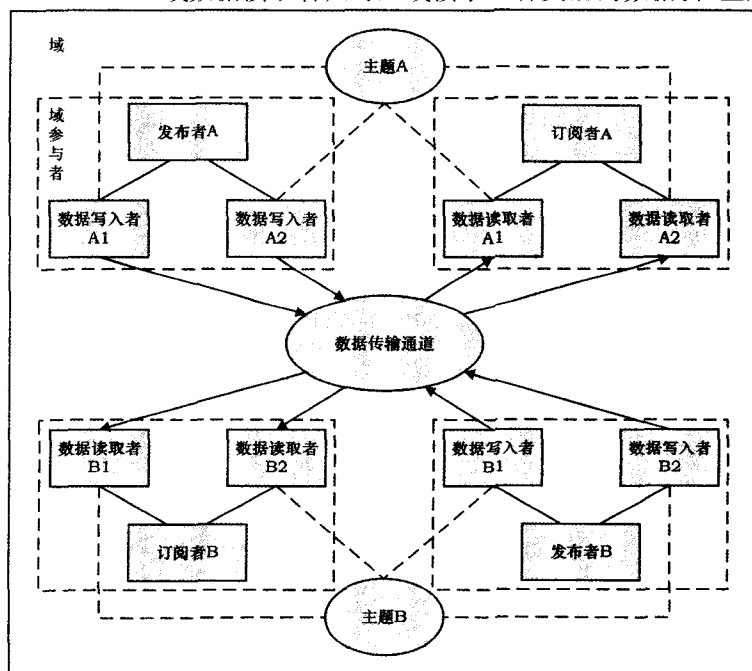 域
主题A
域参与者
发布者A
订阅者A
数据写入者
A1
数据写入者
A2
数据读取者
A1
数据读取者
A2
数据传输通道
数据读取者
B1
数据读取者
B2
数据写入者
B1
数据写入者
B2
订阅者B
发布者B
主题B